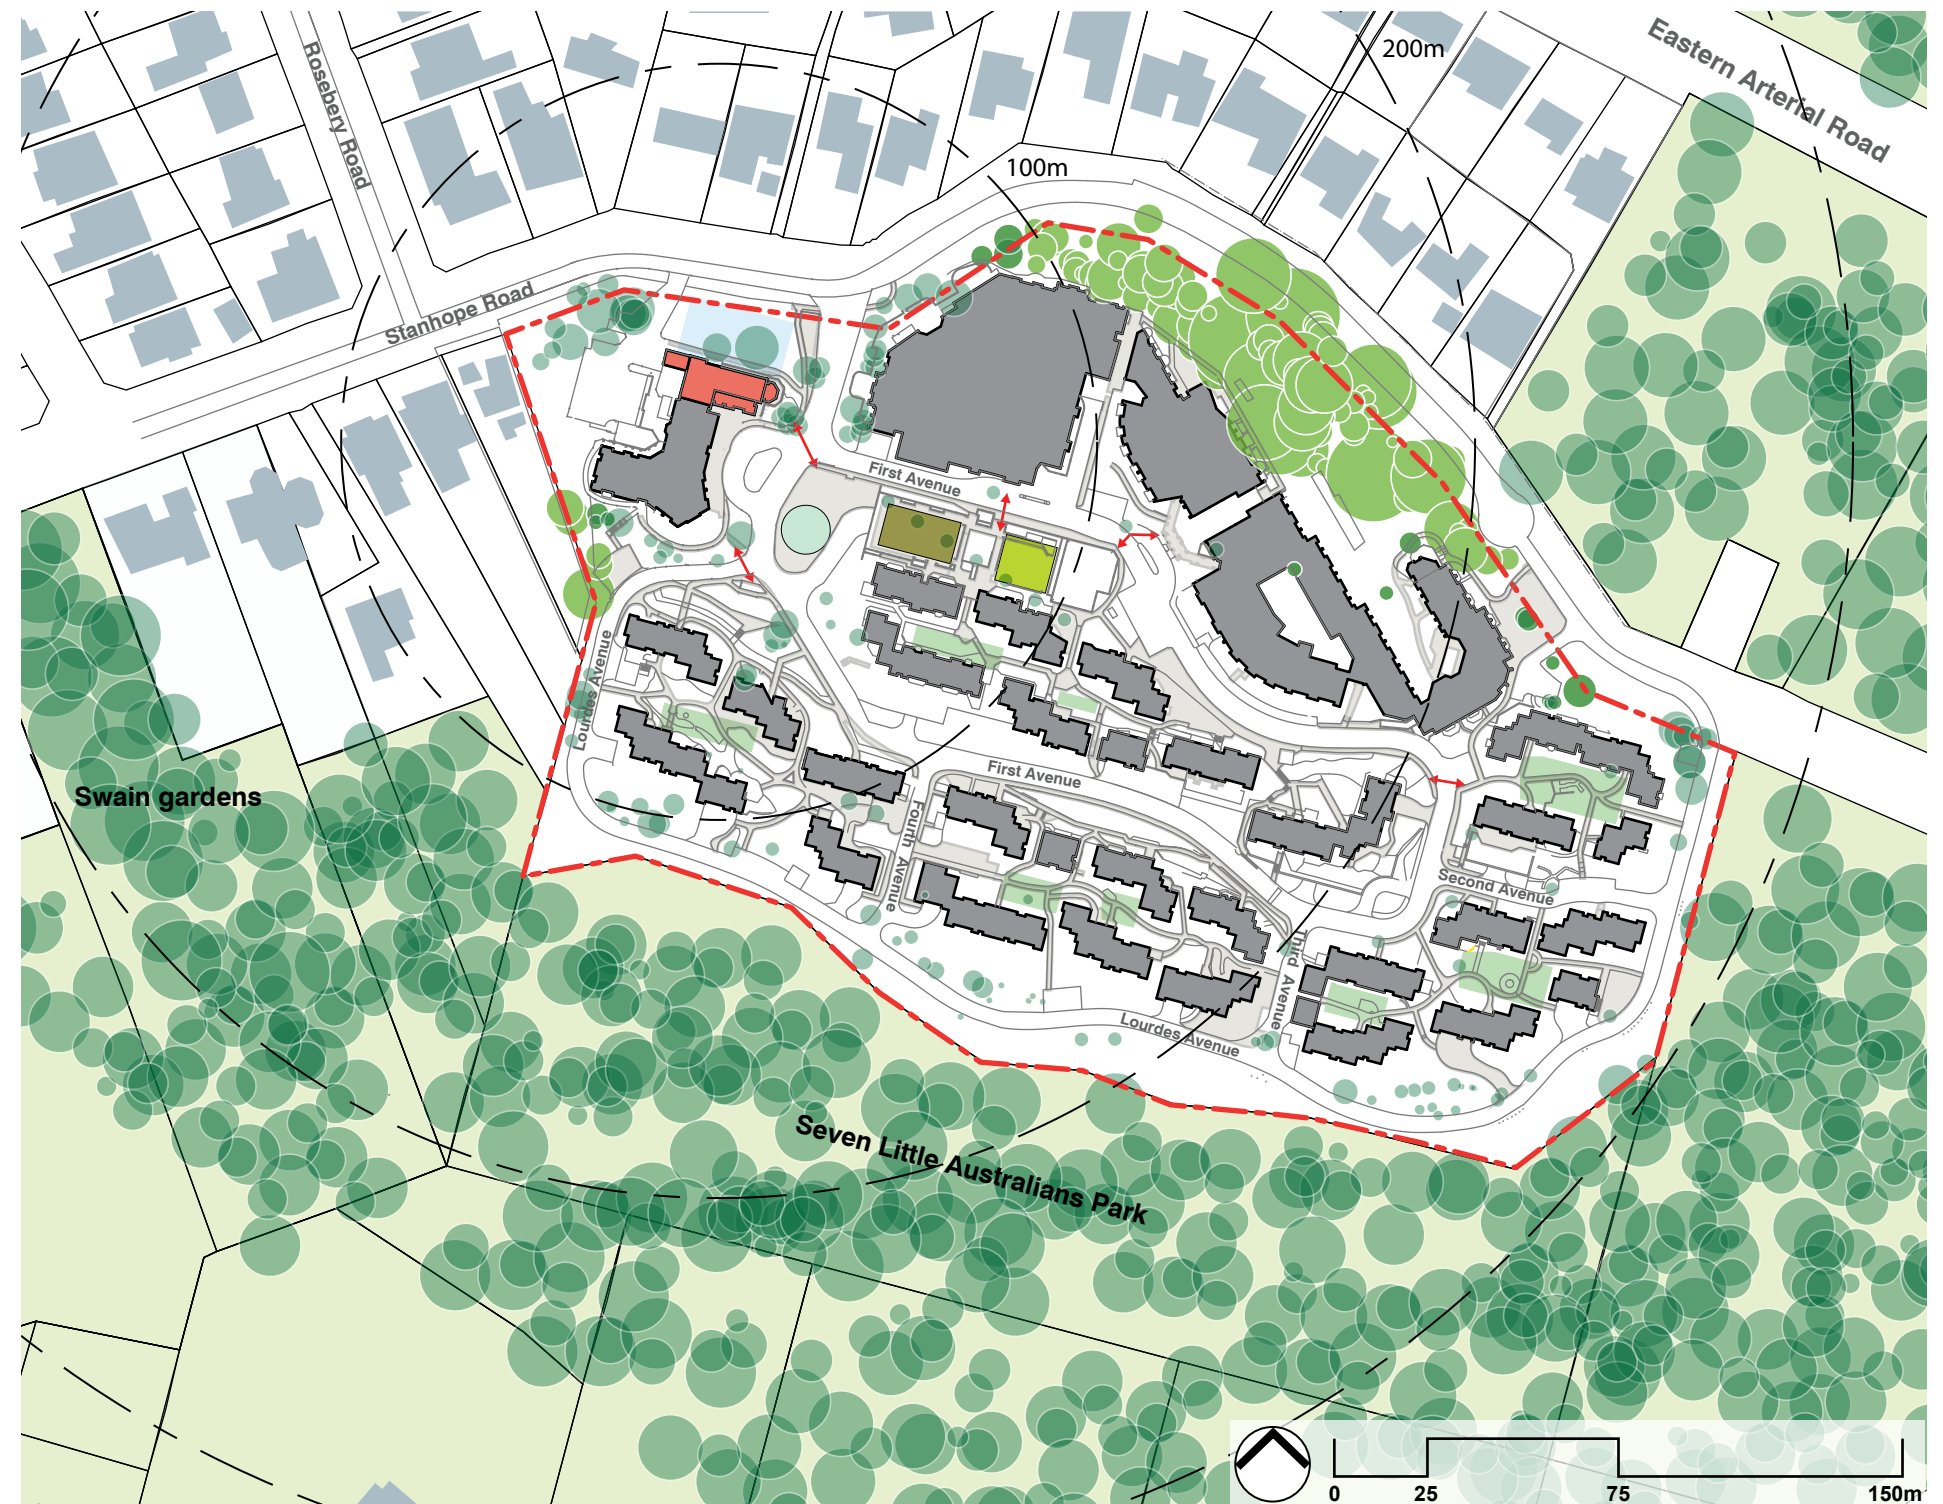 200m
Eastern Arterial Road
Rosebery Road
100m
Stanhope Road
First Avenue
Lourdes Avenue
Swain gardens
First Avenue
Fourth Avenue
Second Avenue
Third Avenue
Lourdes Avenue
Seven Little Australians Park
0 25 75 150m